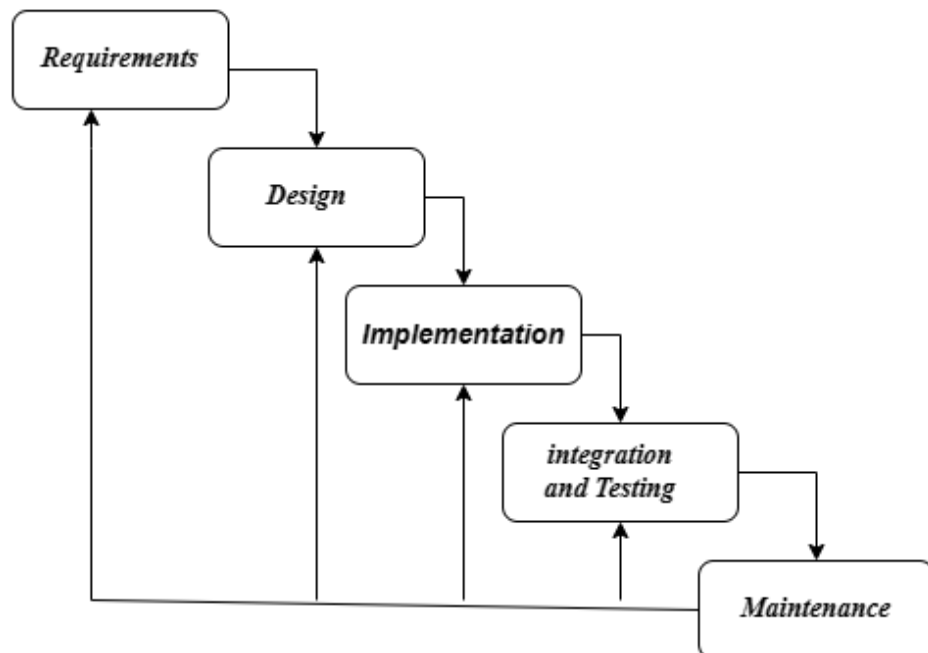 Requirements
Design
Implementation
integration
and Testing
Maintenance